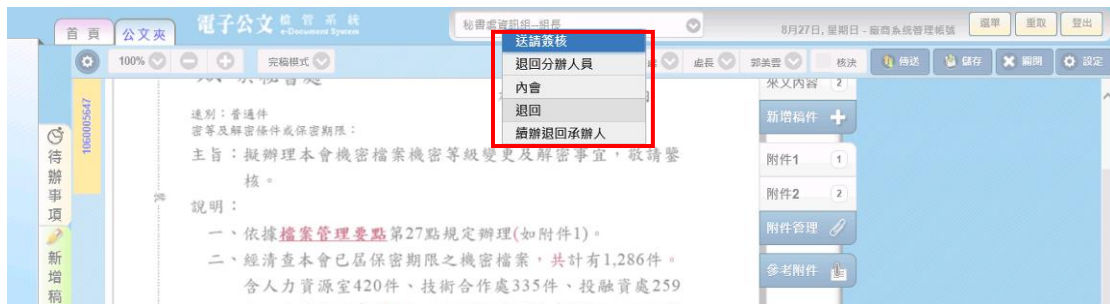 首 頁
公文夾
電子公文 檔管系統
e-Document System
秘書處資訊組--組長
8月27日, 星期日 - 廠商系統管理帳號
選單
重取
登出
100%
完稿模式
送請簽核
退回分辦人員
內會
退回
續辦退回承辦人
處長
郭美雲
核決
傳送
儲存
關閉
設定
1060005647
待辦事項
新增稿
速別：普通件
密等及解密條件或保密期限：
主旨：擬辦理本會機密檔案機密等級變更及解密事宜，敬請鑒
核。
說明：
一、依據檔案管理要點第27點規定辦理(如附件1)。
二、經清查本會已屆保密期限之機密檔案，共計有1,286件。
含人力資源室420件、技術合作處335件、投融資處259
來文內容 2
新增稿件
附件1 1
附件2 2
附件管理
參考附件